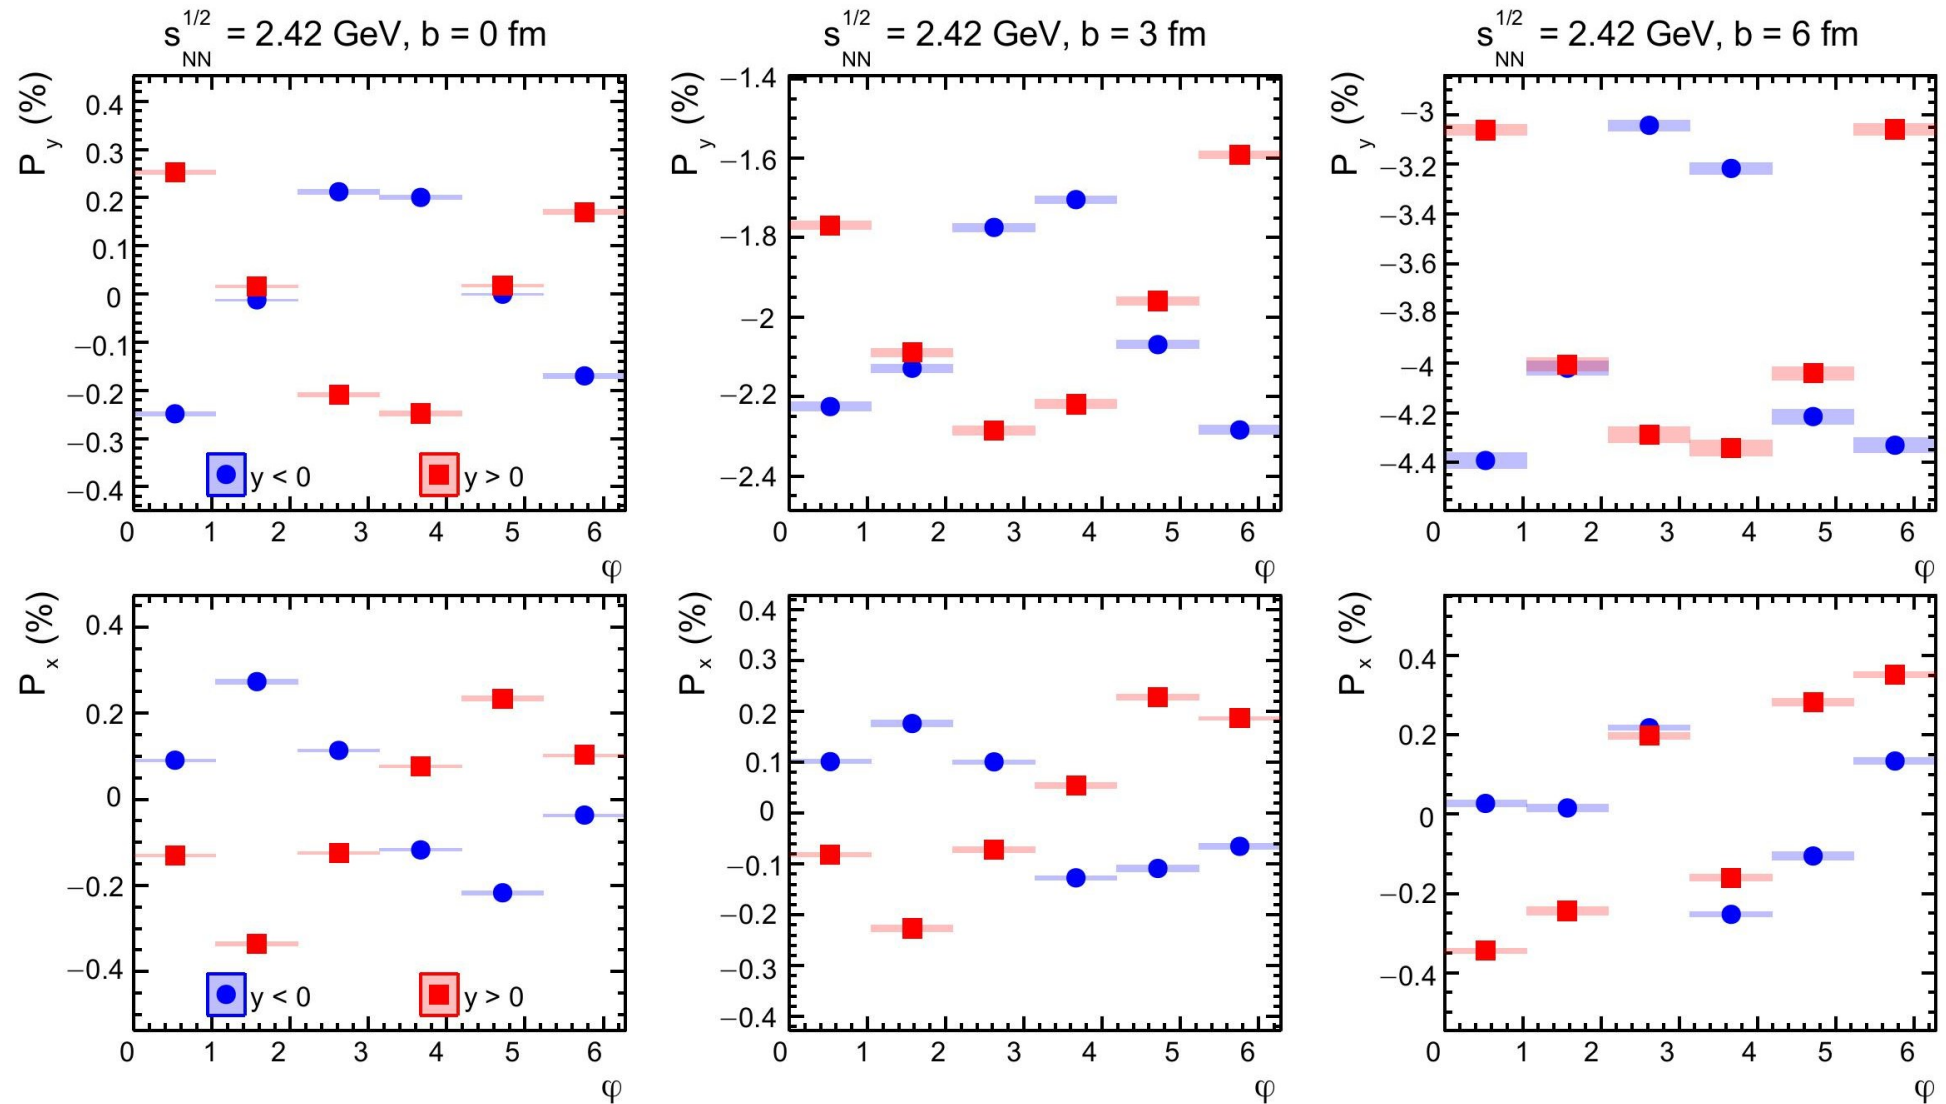 s_NN^1/2 = 2.42 GeV, b = 0 fm
P_y (%)
0.4
0.3
0.2
0.1
0
−0.1
−0.2
−0.3
−0.4
y < 0 y > 0
0 1 2 3 4 5 6
φ
s_NN^1/2 = 2.42 GeV, b = 3 fm
P_y (%)
−1.4
−1.6
−1.8
−2
−2.2
−2.4
0 1 2 3 4 5 6
φ
s_NN^1/2 = 2.42 GeV, b = 6 fm
P_y (%)
−3
−3.2
−3.4
−3.6
−3.8
−4
−4.2
−4.4
0 1 2 3 4 5 6
φ
P_x (%)
0.4
0.2
0
−0.2
−0.4
y < 0 y > 0
0 1 2 3 4 5 6
φ
P_x (%)
0.4
0.3
0.2
0.1
0
−0.1
−0.2
−0.3
−0.4
0 1 2 3 4 5 6
φ
P_x (%)
0.4
0.2
0
−0.2
−0.4
0 1 2 3 4 5 6
φ